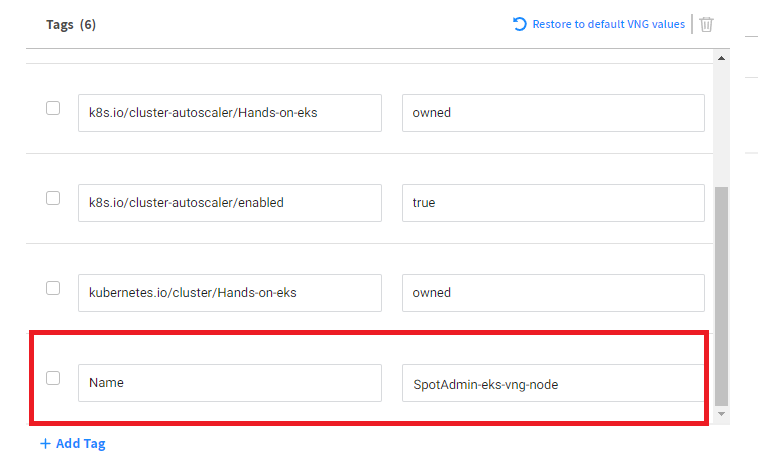 Tags (6)
Restore to default VNG values
k8s.io/cluster-autoscaler/Hands-on-eks owned
k8s.io/cluster-autoscaler/enabled true
kubernetes.io/cluster/Hands-on-eks owned
Name SpotAdmin-eks-vng-node
+ Add Tag